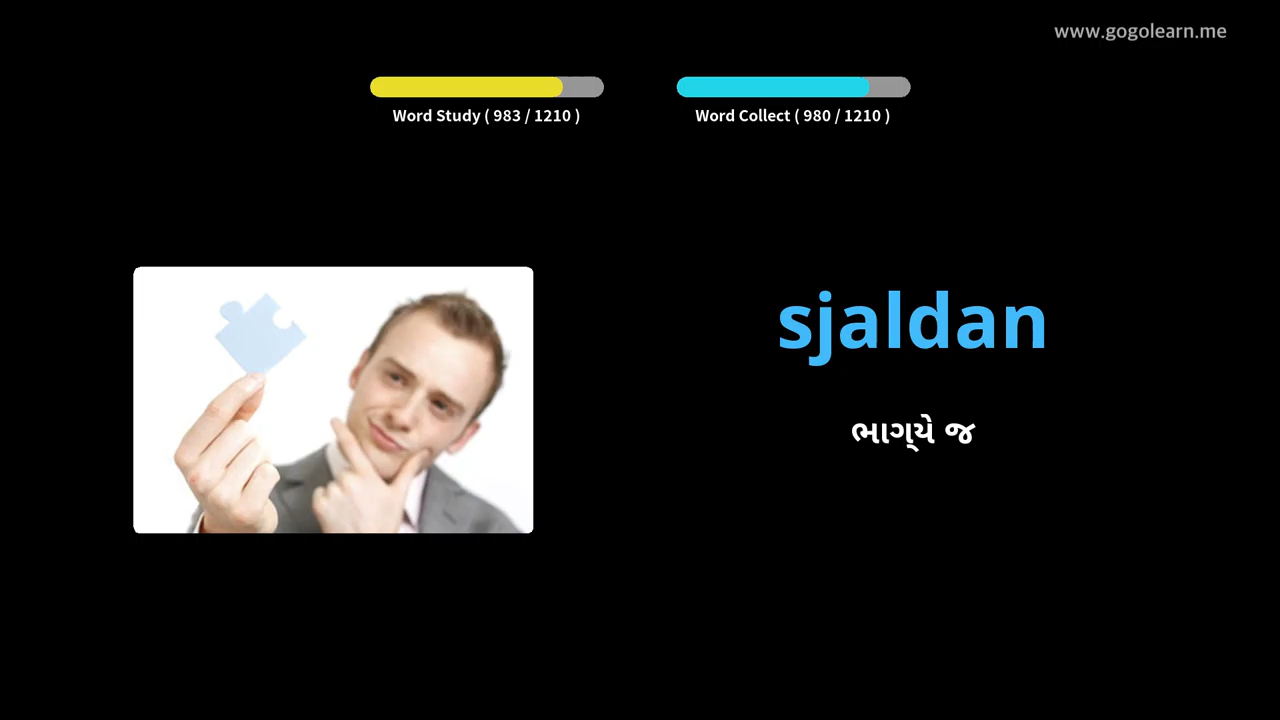 www.gogolearn.me
Word Study ( 983 / 1210 )
Word Collect ( 980 / 1210 )
sjaldan
ભાગ્યે જ